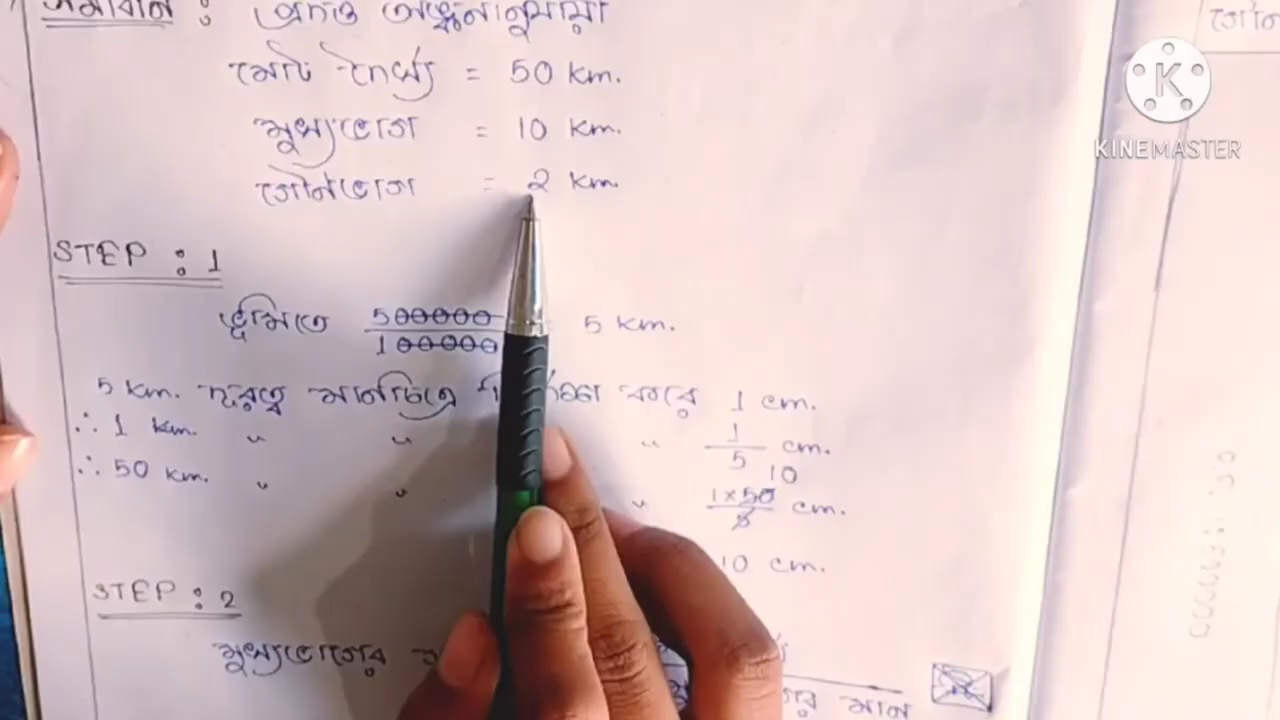 সমাধান : প্রদত্ত অঙ্কনানুযায়ী
মোট দৈর্ঘ্য = 50 km.
মুখ্যভাগ = 10 km.
গৌনভাগ = 2 km.
STEP : 1
ভূমিতে 500000
100000
5 km.
5 km. দূরত্ব মানচিত্রে করে 1 cm.
∴ 1 km. " " " 1
5 cm.
∴ 50 km. " " " 1 × 50
5 cm.
10
10 cm.
STEP : 2
মুখ্যভাগের
মান
K
KINEMASTER
গৌন